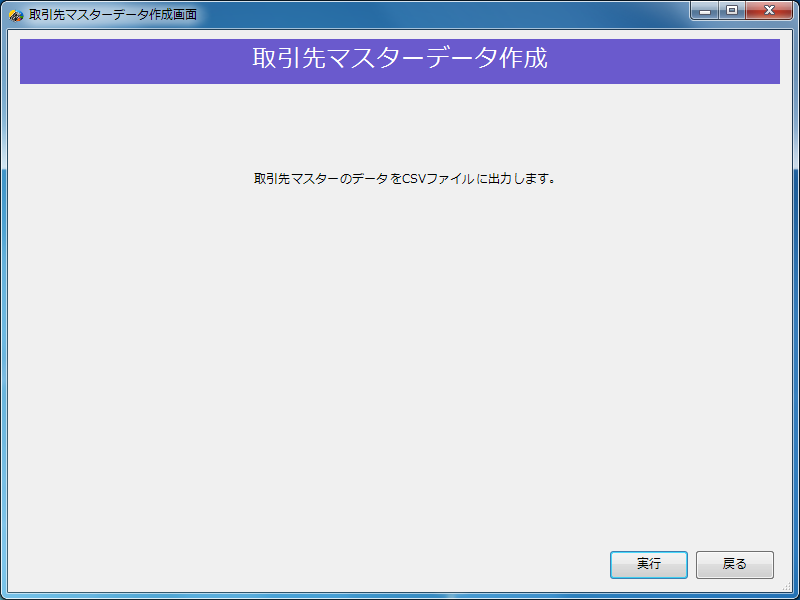 取引先マスターデータ作成画面
取引先マスターデータ作成
取引先マスターのデータをCSVファイルに出力します。
実行
戻る